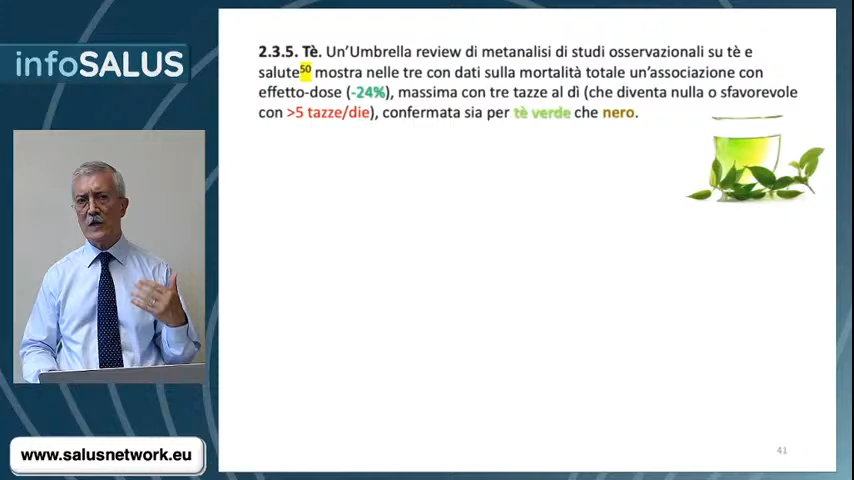 infoSALUS
2.3.5. Tè. Un'Umbrella review di metanalisi di studi osservazionali su tè e
salute50 mostra nelle tre con dati sulla mortalità totale un'associazione con
effetto-dose (-24%), massima con tre tazze al dì (che diventa nulla o sfavorevole
con >5 tazze/die), confermata sia per tè verde che nero.
www.salusnetwork.eu
41